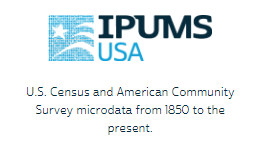 IPUMS
USA
U.S. Census and American Community
Survey microdata from 1850 to the
present.